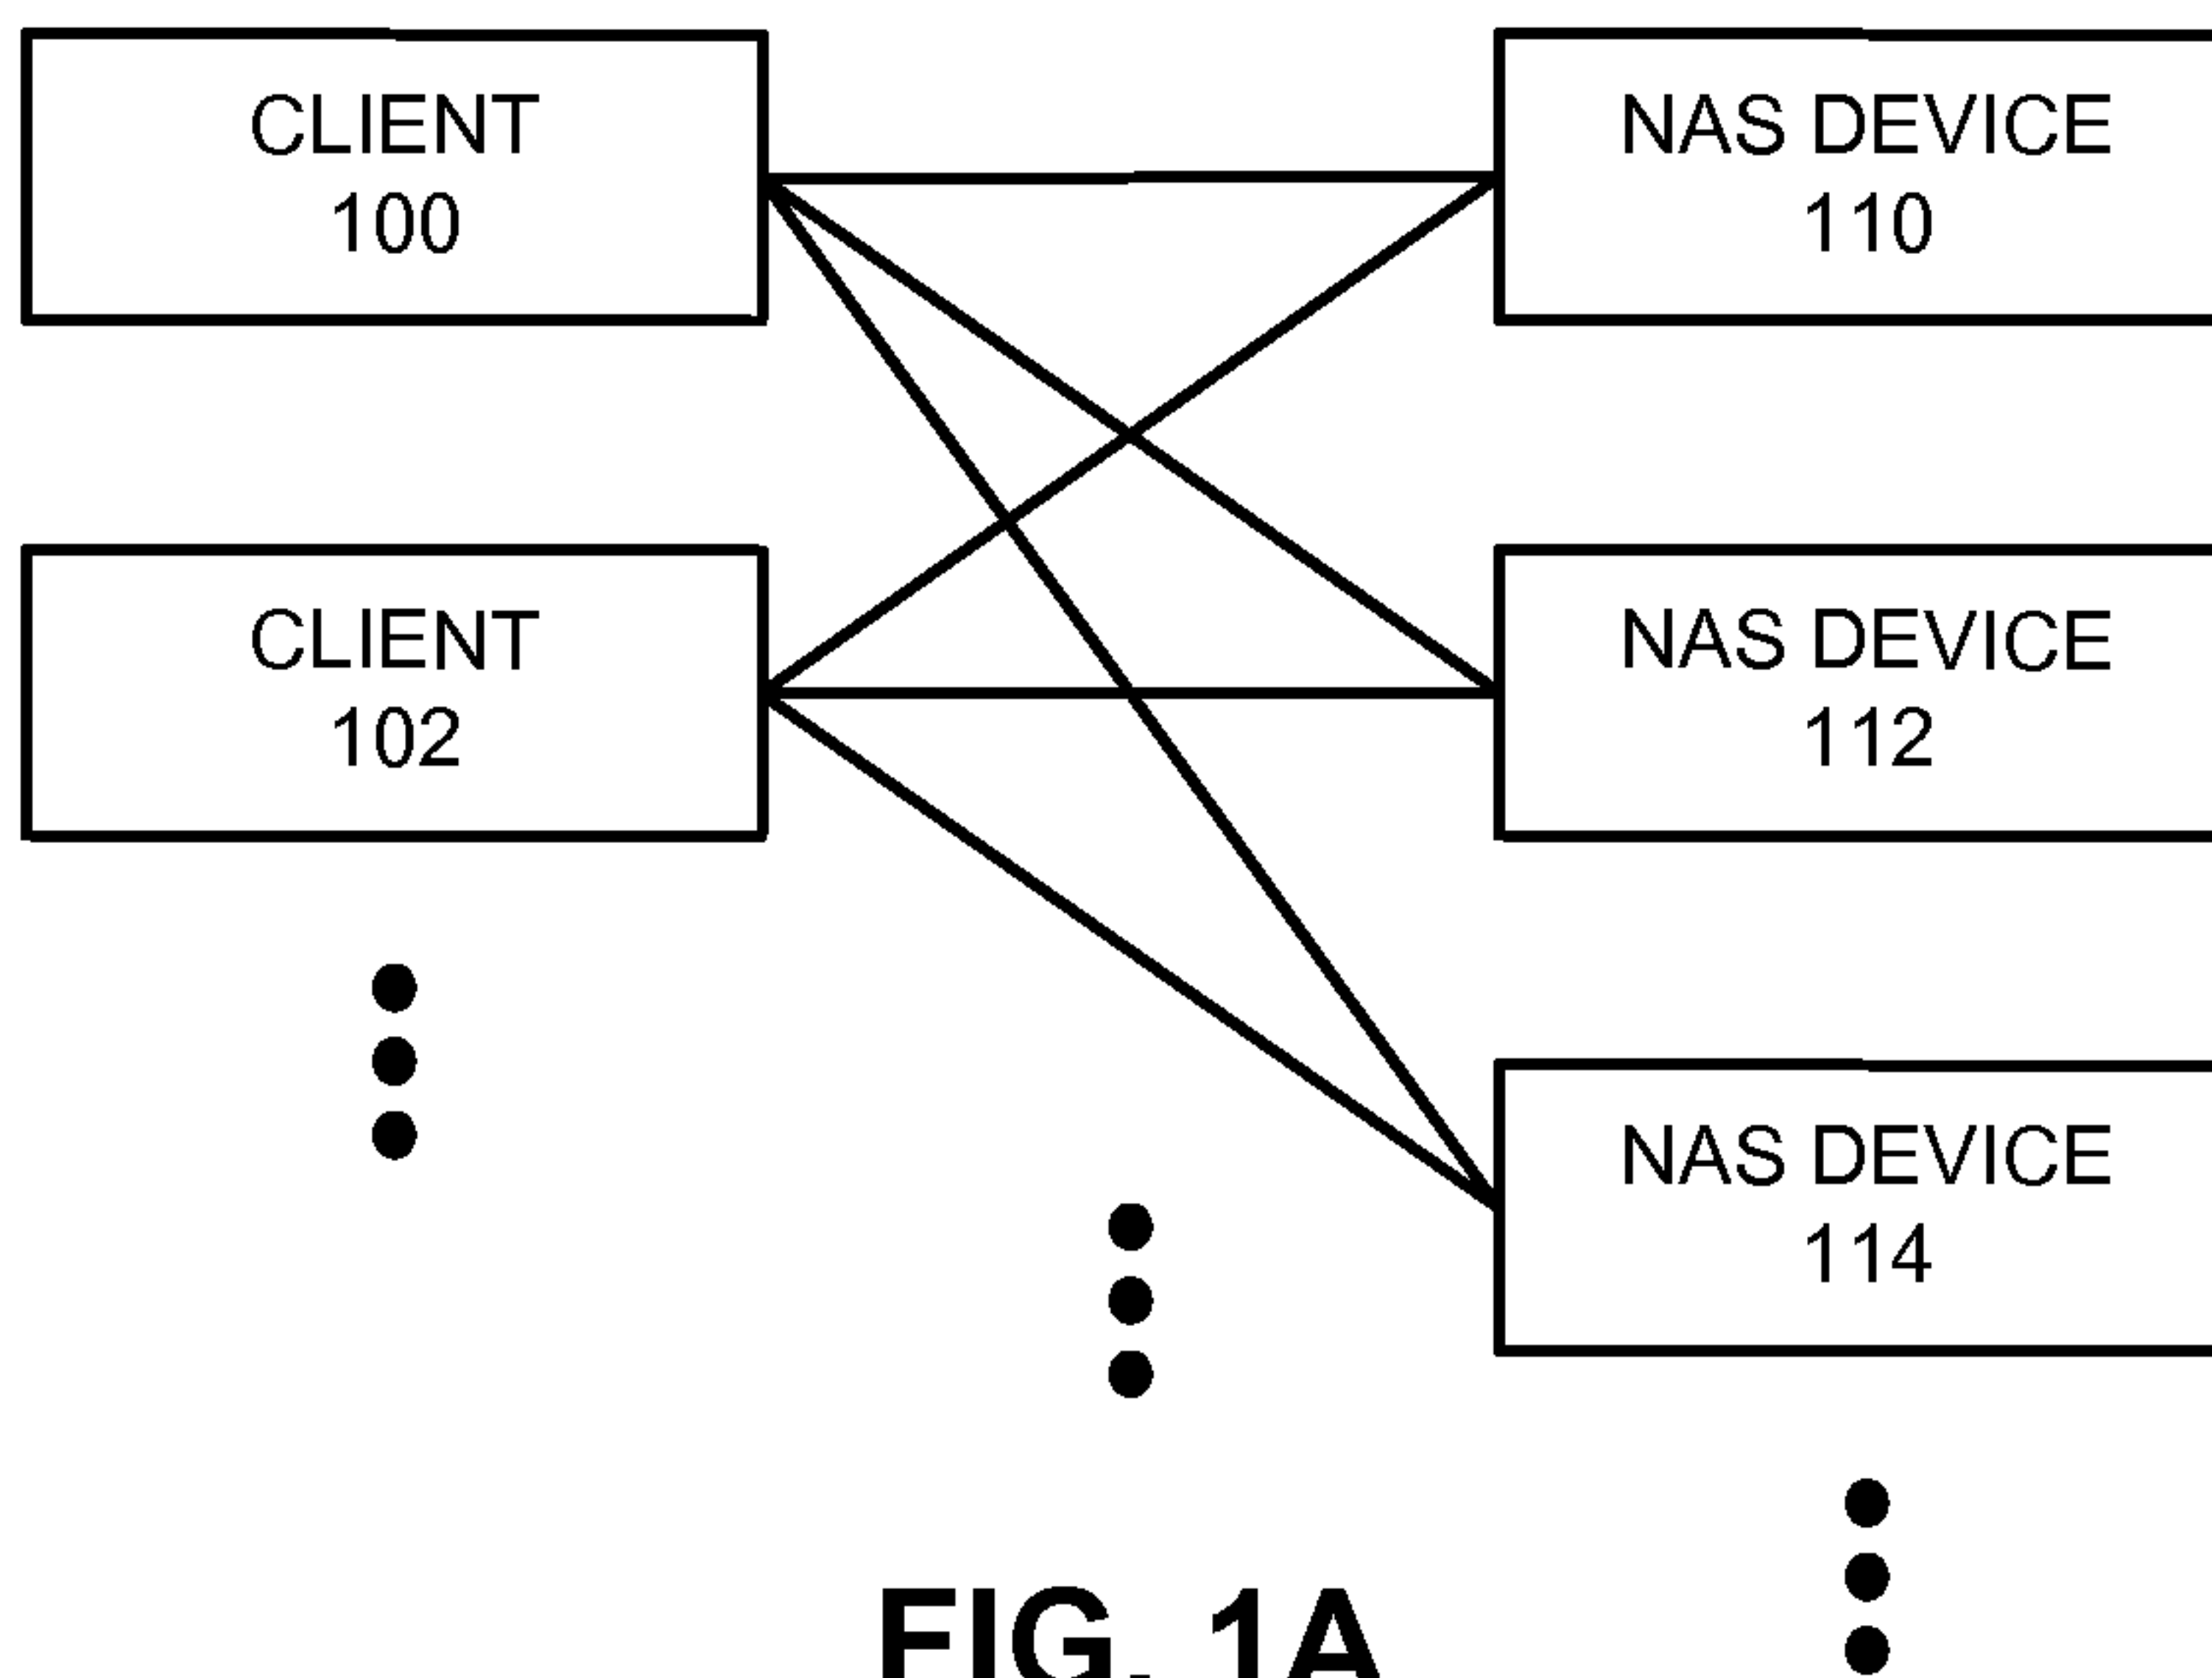 CLIENT
100
NAS DEVICE
110
CLIENT
102
NAS DEVICE
112
NAS DEVICE
114
FIG. 1A